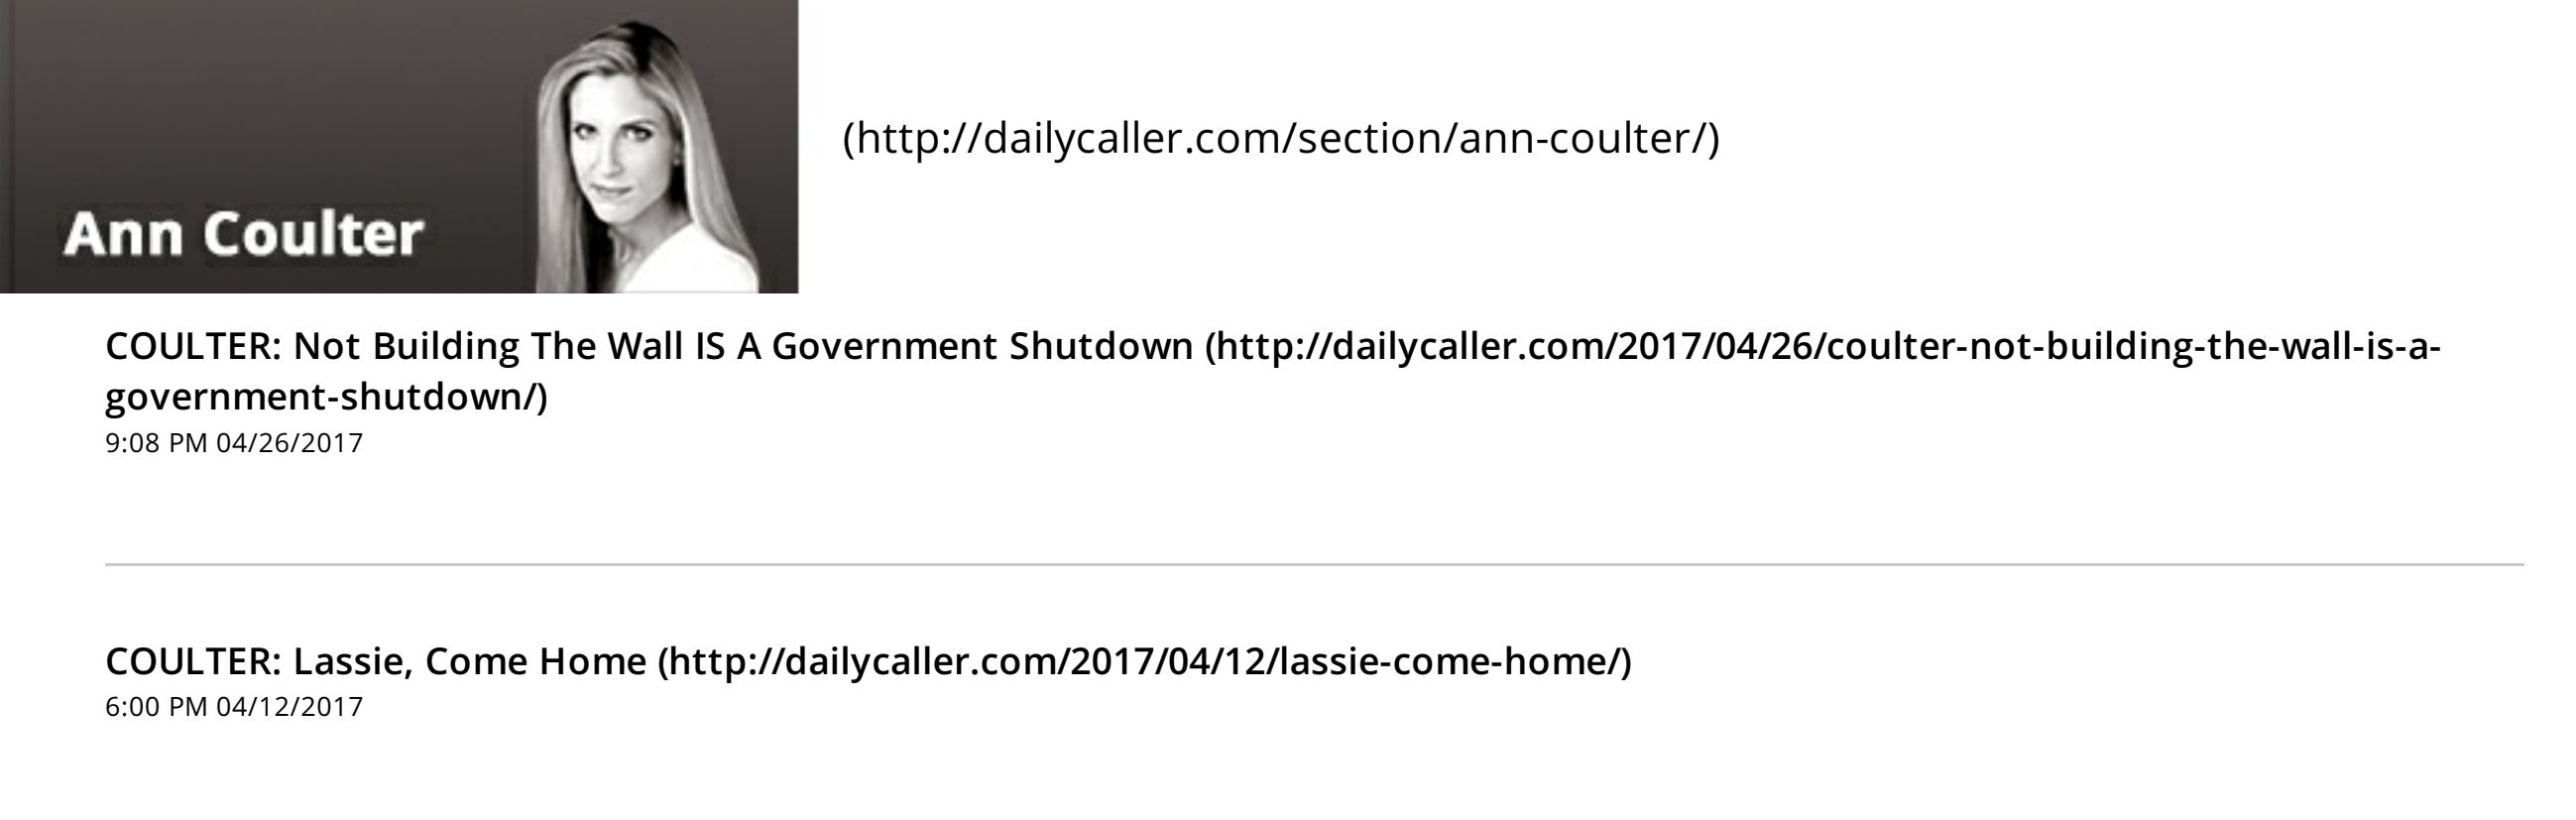 Ann Coulter
(http://dailycaller.com/section/ann-coulter/)
COULTER: Not Building The Wall IS A Government Shutdown (http://dailycaller.com/2017/04/26/coulter-not-building-the-wall-is-a-
government-shutdown/)
9:08 PM 04/26/2017
COULTER: Lassie, Come Home (http://dailycaller.com/2017/04/12/lassie-come-home/)
6:00 PM 04/12/2017